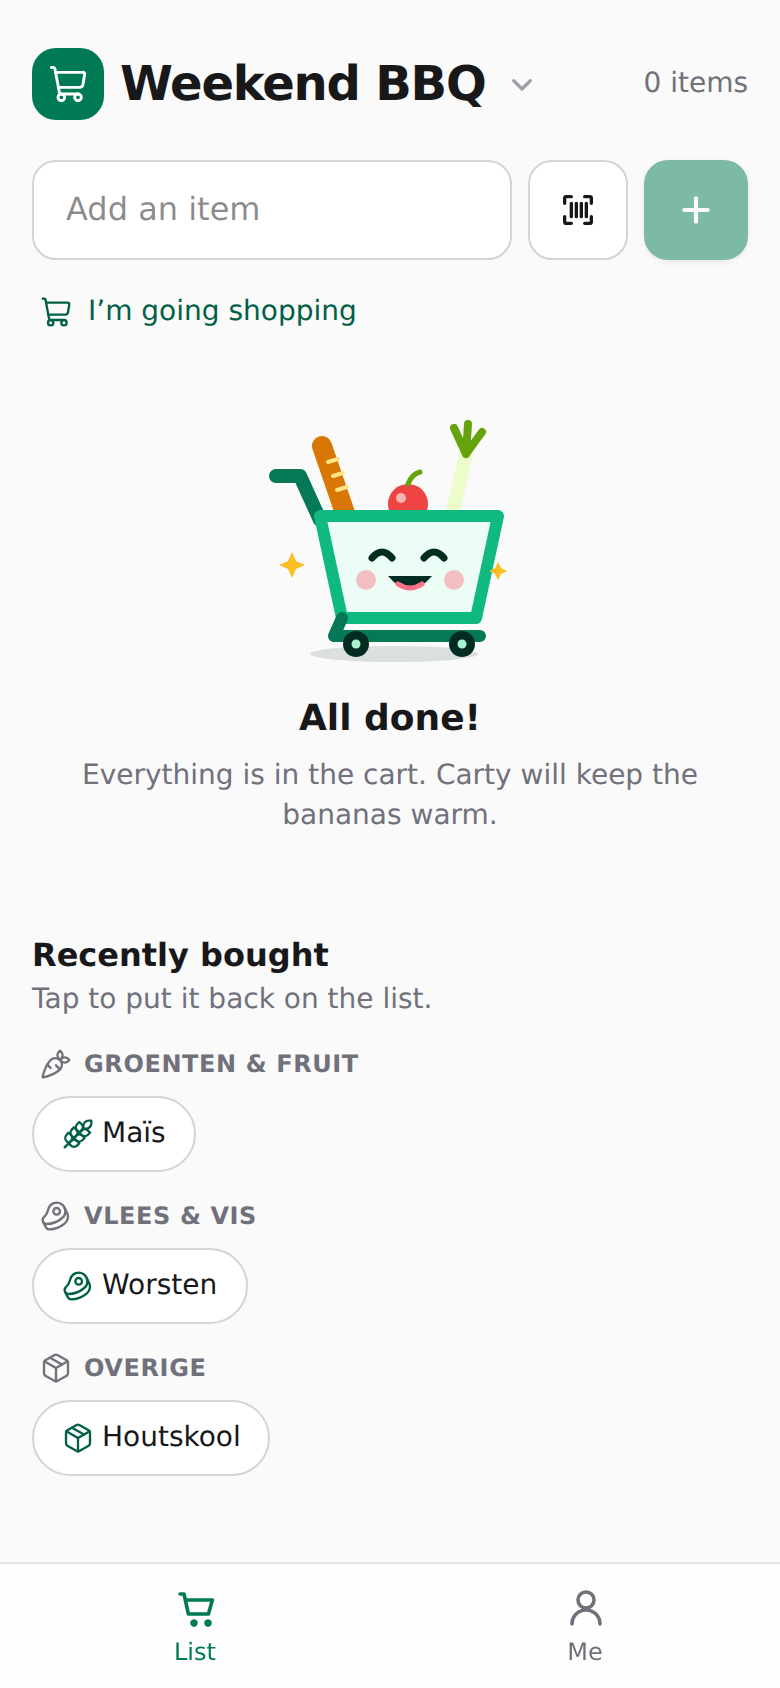 Weekend BBQ
0 items
Add an item
I’m going shopping
All done!
Everything is in the cart. Carty will keep the
bananas warm.
Recently bought
Tap to put it back on the list.
GROENTEN & FRUIT
Maïs
VLEES & VIS
Worsten
OVERIGE
Houtskool
List
Me